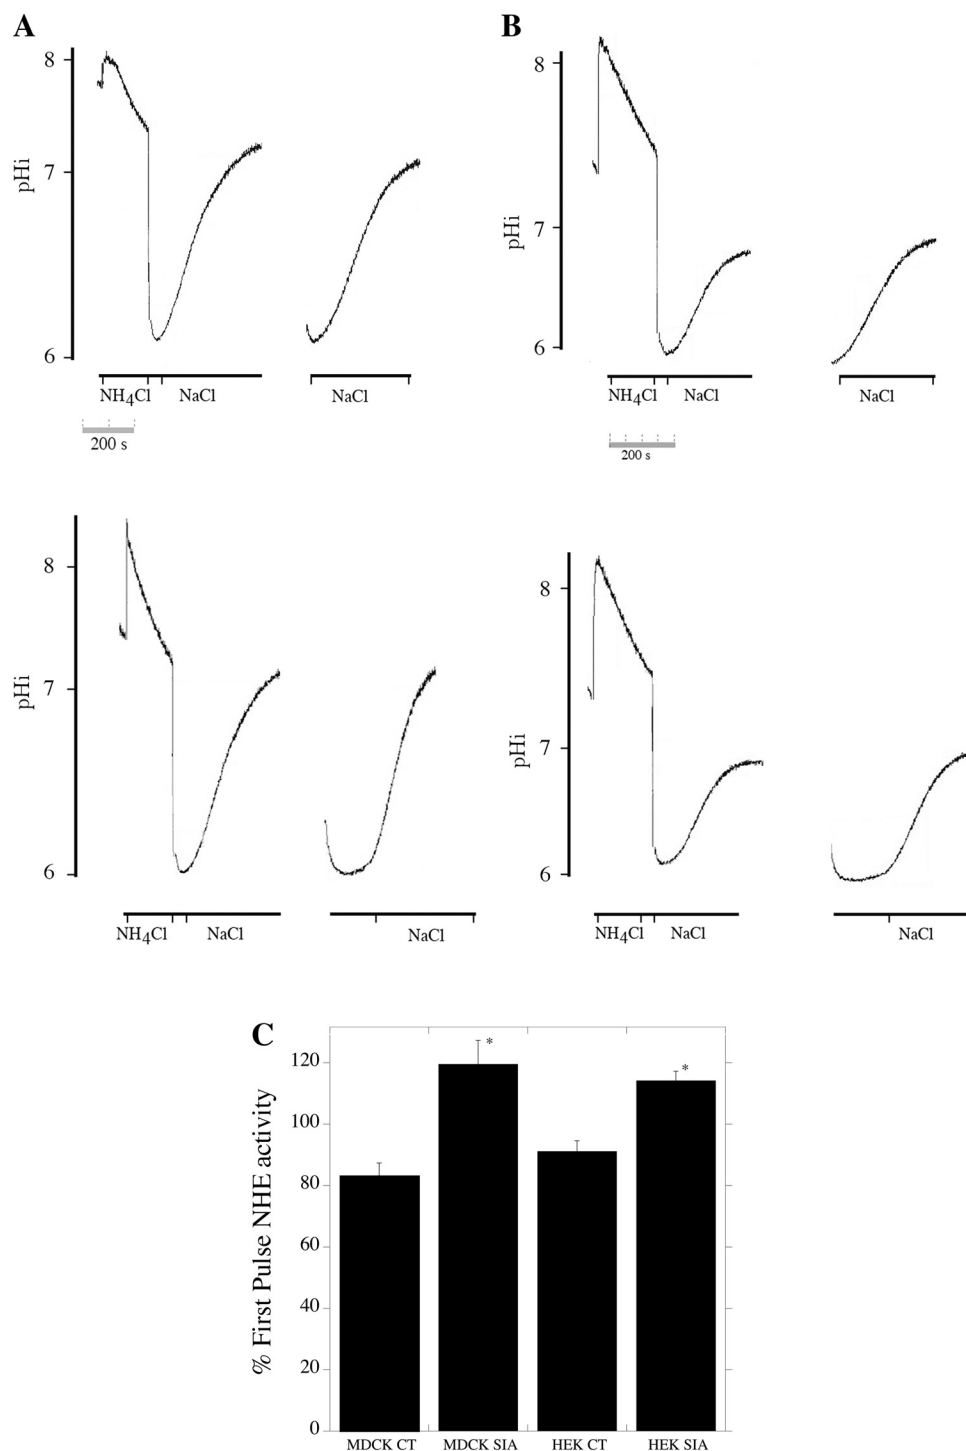 A
8
7
6
pHi
NH4Cl NaCl
NaCl
200 s
B
8
7
6
pHi
NH4Cl NaCl
NaCl
200 s
8
7
6
pHi
NH4Cl NaCl
NaCl
8
7
6
pHi
NH4Cl NaCl
NaCl
C
% First Pulse NHE activity
120
100
80
60
40
20
0
*
*
MDCK CT MDCK SIA HEK CT HEK SIA